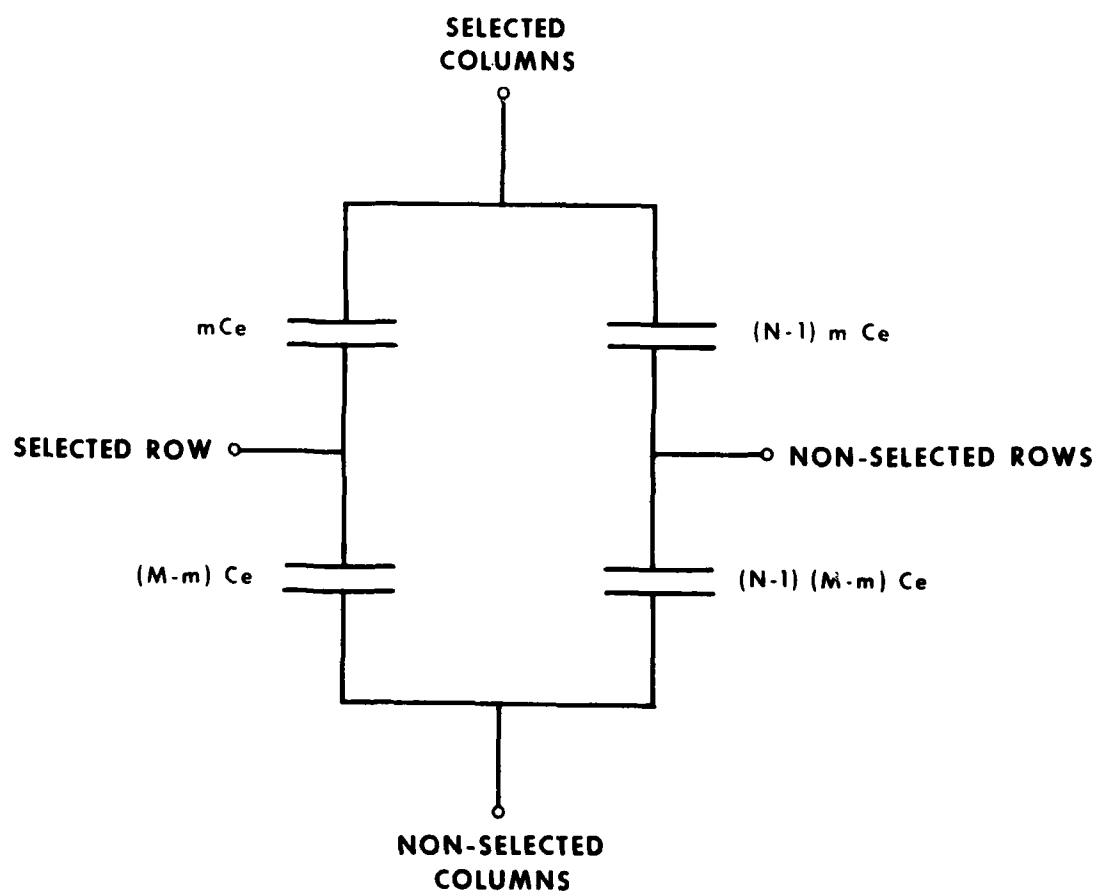 SELECTED
COLUMNS
mCe
(N-1) m Ce
SELECTED ROW
NON-SELECTED ROWS
(M-m) Ce
(N-1) (M-m) Ce
NON-SELECTED
COLUMNS